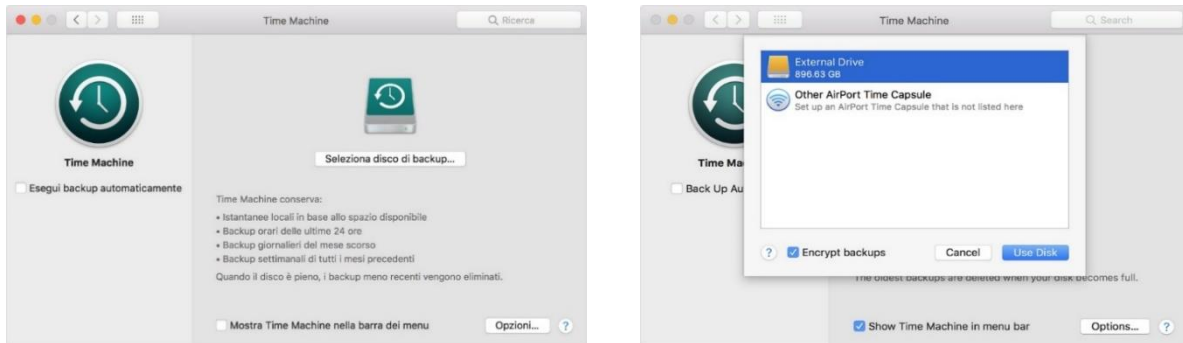 Time Machine
Ricerca
Seleziona disco di backup...
Time Machine
Esegui backup automaticamente
Time Machine conserva:
• Istantanee locali in base allo spazio disponibile
• Backup orari delle ultime 24 ore
• Backup giornalieri del mese scorso
• Backup settimanali di tutti i mesi precedenti
Quando il disco è pieno, i backup meno recenti vengono eliminati.
Mostra Time Machine nella barra dei menu
Opzioni...
?
Time Machine
Search
External Drive
896.63 GB
Other AirPort Time Capsule
Set up an AirPort Time Capsule that is not listed here
Time Ma
Back Up Au
?
Encrypt backups
Cancel
Use Disk
The oldest backups are deleted when your disk becomes full.
Show Time Machine in menu bar
Options...
?